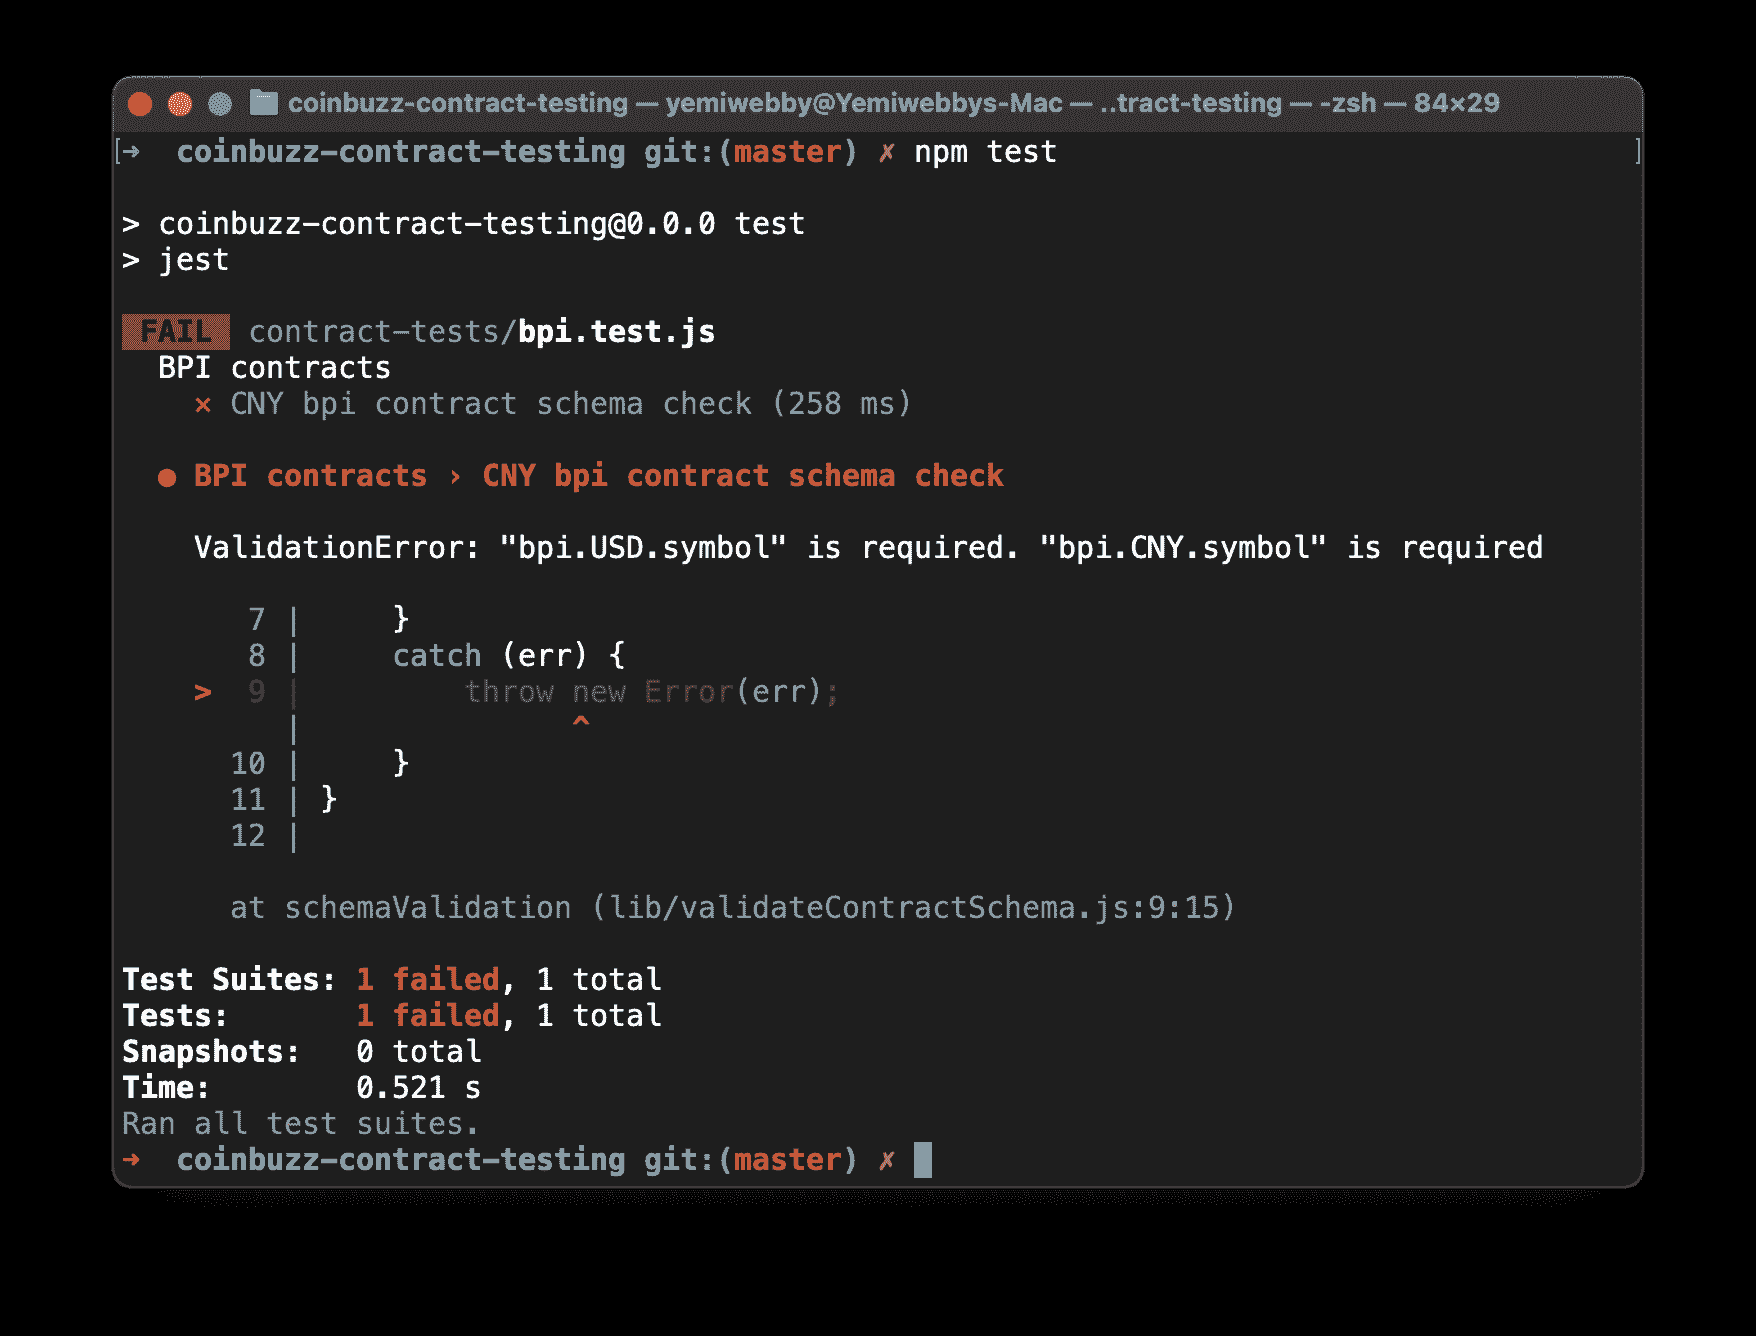 coinbuzz-contract-testing — yemiwebby@Yemiwebbys-Mac — ..tract-testing — -zsh — 84×29
[→  coinbuzz-contract-testing git:(master) ✗ npm test ]
> coinbuzz-contract-testing@0.0.0 test
> jest
FAIL contract-tests/bpi.test.js
BPI contracts
✕ CNY bpi contract schema check (258 ms)
● BPI contracts › CNY bpi contract schema check
ValidationError: "bpi.USD.symbol" is required. "bpi.CNY.symbol" is required
7 |     }
8 |     catch (err) {
> 9 |         throw new Error(err);
|               ^
10 |     }
11 | }
12 |
at schemaValidation (lib/validateContractSchema.js:9:15)
Test Suites: 1 failed, 1 total
Tests:       1 failed, 1 total
Snapshots:   0 total
Time:        0.521 s
Ran all test suites.
→  coinbuzz-contract-testing git:(master) ✗